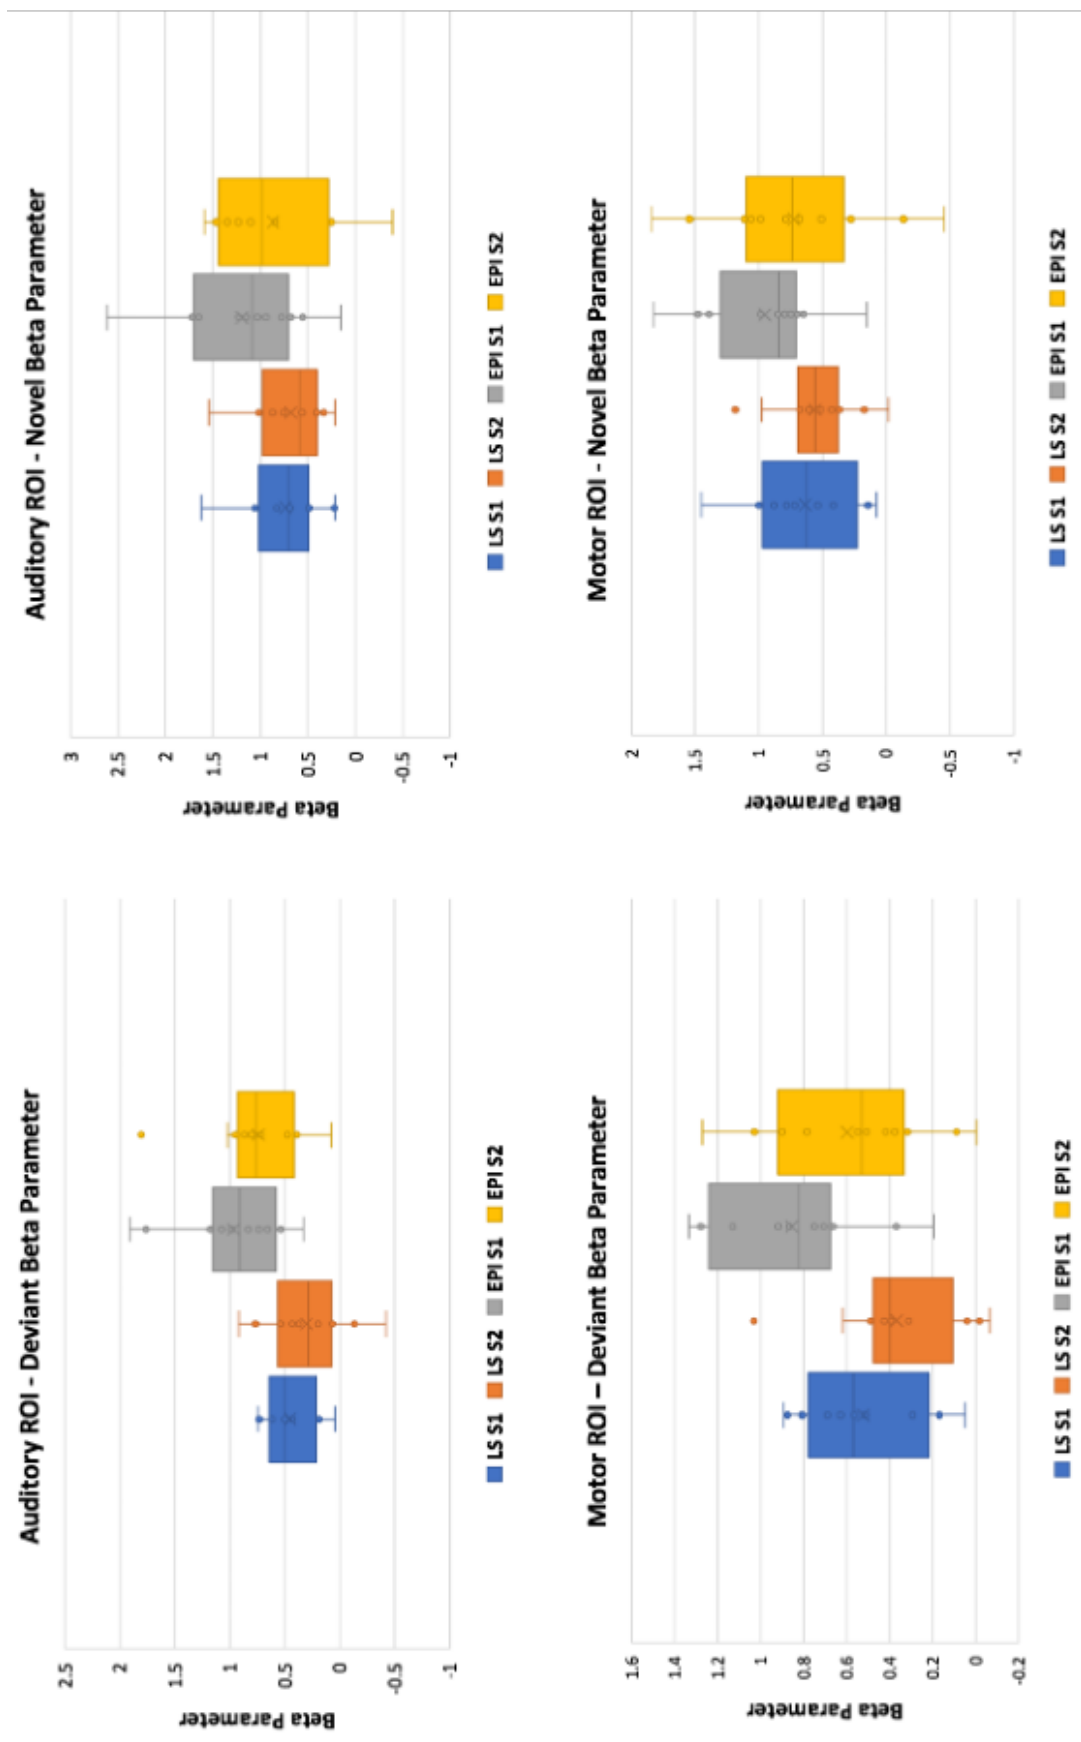 Auditory ROI - Deviant Beta Parameter
Beta Parameter
2.5
2
1.5
1
0.5
0
-0.5
-1
LS S1 LS S2 EPI S1 EPI S2
Auditory ROI - Novel Beta Parameter
Beta Parameter
3
2.5
2
1.5
1
0.5
0
-0.5
-1
LS S1 LS S2 EPI S1 EPI S2
Motor ROI – Deviant Beta Parameter
Beta Parameter
1.6
1.4
1.2
1
0.8
0.6
0.4
0.2
0
-0.2
LS S1 LS S2 EPI S1 EPI S2
Motor ROI - Novel Beta Parameter
Beta Parameter
2
1.5
1
0.5
0
-0.5
-1
LS S1 LS S2 EPI S1 EPI S2